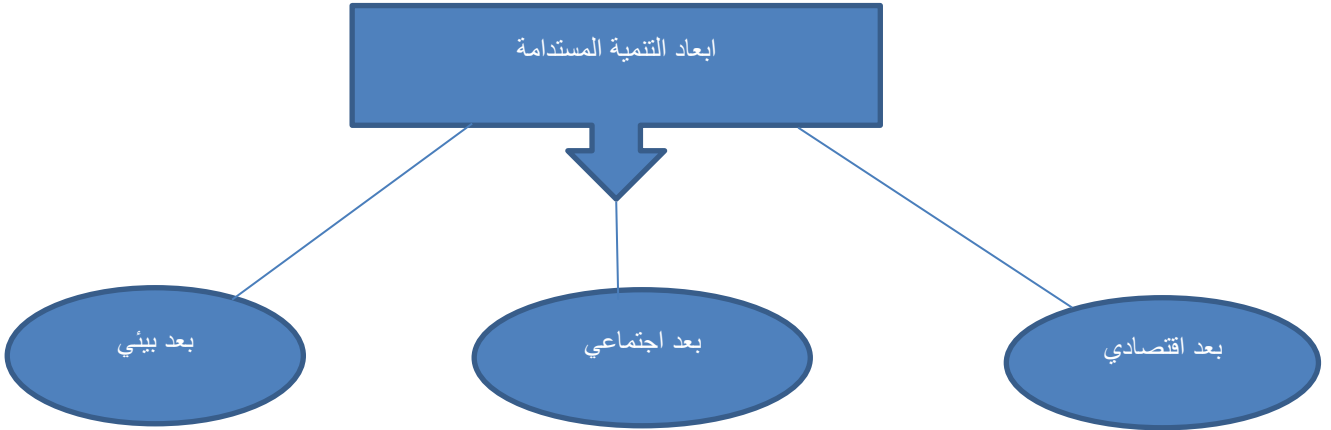 ابعاد التنمية المستدامة
بعد اقتصادي
بعد اجتماعي
بعد بيئي